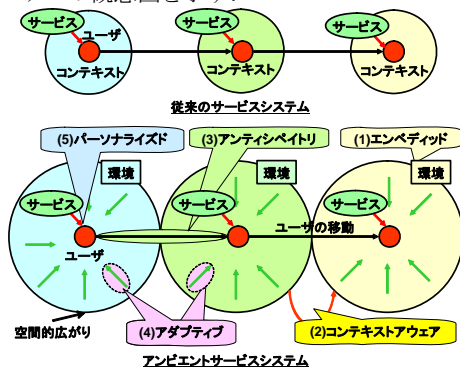 サービス
サービス
サービス
ユーザ
コンテキスト
コンテキスト
コンテキスト
従来のサービスシステム
(5)パーソナライズド
(3)アンティシペイトリ
(1)エンベディッド
環境
環境
環境
サービス
サービス
サービス
ユーザの移動
ユーザ
(4)アダプティブ
(2)コンテキストアウェア
空間的広がり
アンビエントサービスシステム